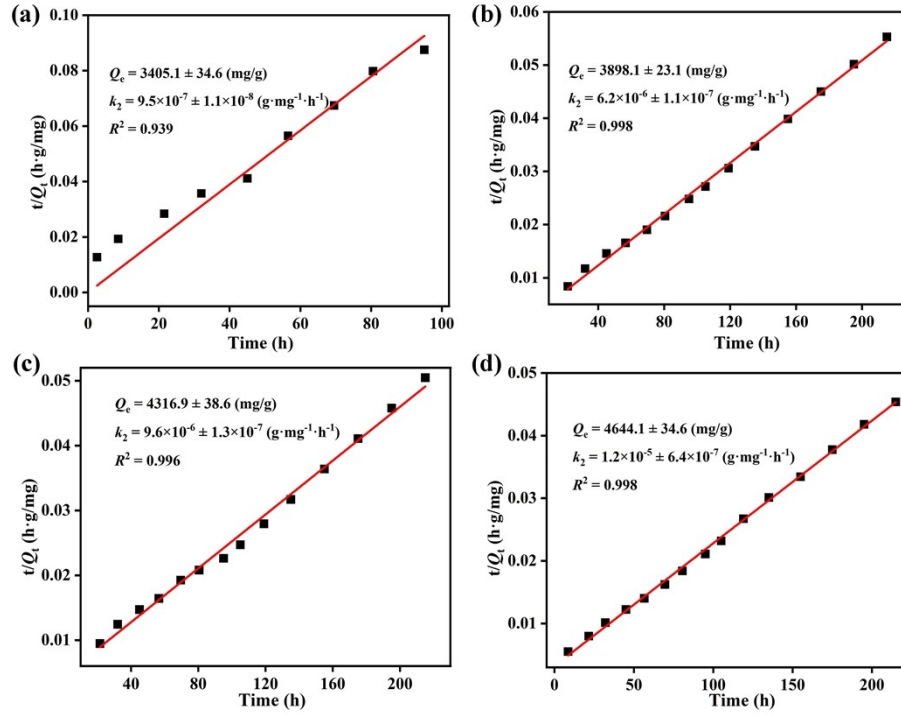 (a)
0.10
0.08
0.06
0.04
0.02
0.00
t/Qt (h·g/mg)
Qe = 3405.1 ± 34.6 (mg/g)
k2 = 9.5×10⁻⁷ ± 1.1×10⁻⁸ (g·mg⁻¹·h⁻¹)
R² = 0.939
0 20 40 60 80 100
Time (h)
(b)
0.06
0.05
0.04
0.03
0.02
0.01
t/Qt (h·g/mg)
Qe = 3898.1 ± 23.1 (mg/g)
k2 = 6.2×10⁻⁶ ± 1.1×10⁻⁷ (g·mg⁻¹·h⁻¹)
R² = 0.998
40 80 120 160 200
Time (h)
(c)
0.05
0.04
0.03
0.02
0.01
t/Qt (h·g/mg)
Qe = 4316.9 ± 38.6 (mg/g)
k2 = 9.6×10⁻⁶ ± 1.3×10⁻⁷ (g·mg⁻¹·h⁻¹)
R² = 0.996
40 80 120 160 200
Time (h)
(d)
0.05
0.04
0.03
0.02
0.01
t/Qt (h·g/mg)
Qe = 4644.1 ± 34.6 (mg/g)
k2 = 1.2×10⁻⁵ ± 6.4×10⁻⁷ (g·mg⁻¹·h⁻¹)
R² = 0.998
0 50 100 150 200
Time (h)